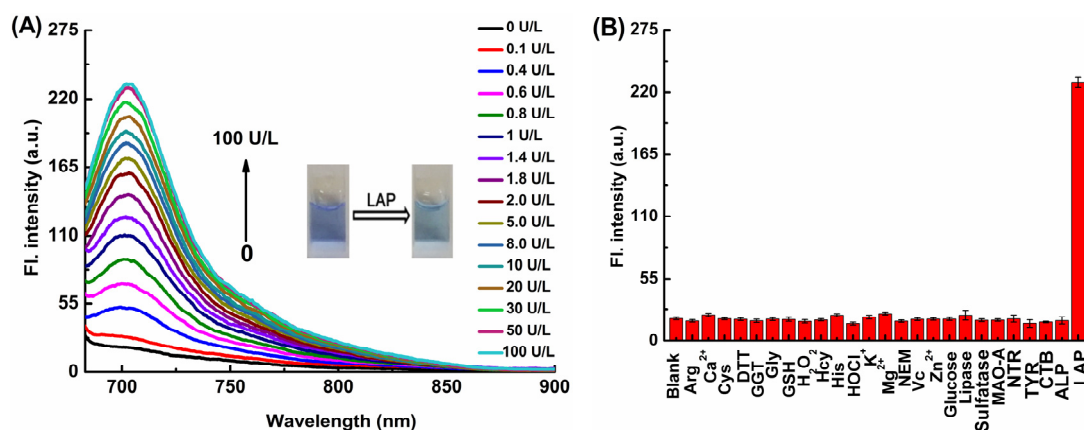 (A)
Fl. intensity (a.u.)
275
220
165
110
55
0
700
750
800
850
900
Wavelength (nm)
100 U/L
0
LAP
0 U/L
0.1 U/L
0.4 U/L
0.6 U/L
0.8 U/L
1 U/L
1.4 U/L
1.8 U/L
2.0 U/L
5.0 U/L
8.0 U/L
10 U/L
20 U/L
30 U/L
50 U/L
100 U/L
(B)
Fl. intensity (a.u.)
275
220
165
110
55
0
Blank
Arg
Ca²⁺
Cys
DTT
GGT
Gly
GSH
H₂O₂
Hcy
His
HOCl
K⁺
Mg²⁺
NEM
Vc
Zn²⁺
Glucose
Lipase
Sulfatase
MAO-A
NTR
TYR
CTB
ALP
LAP